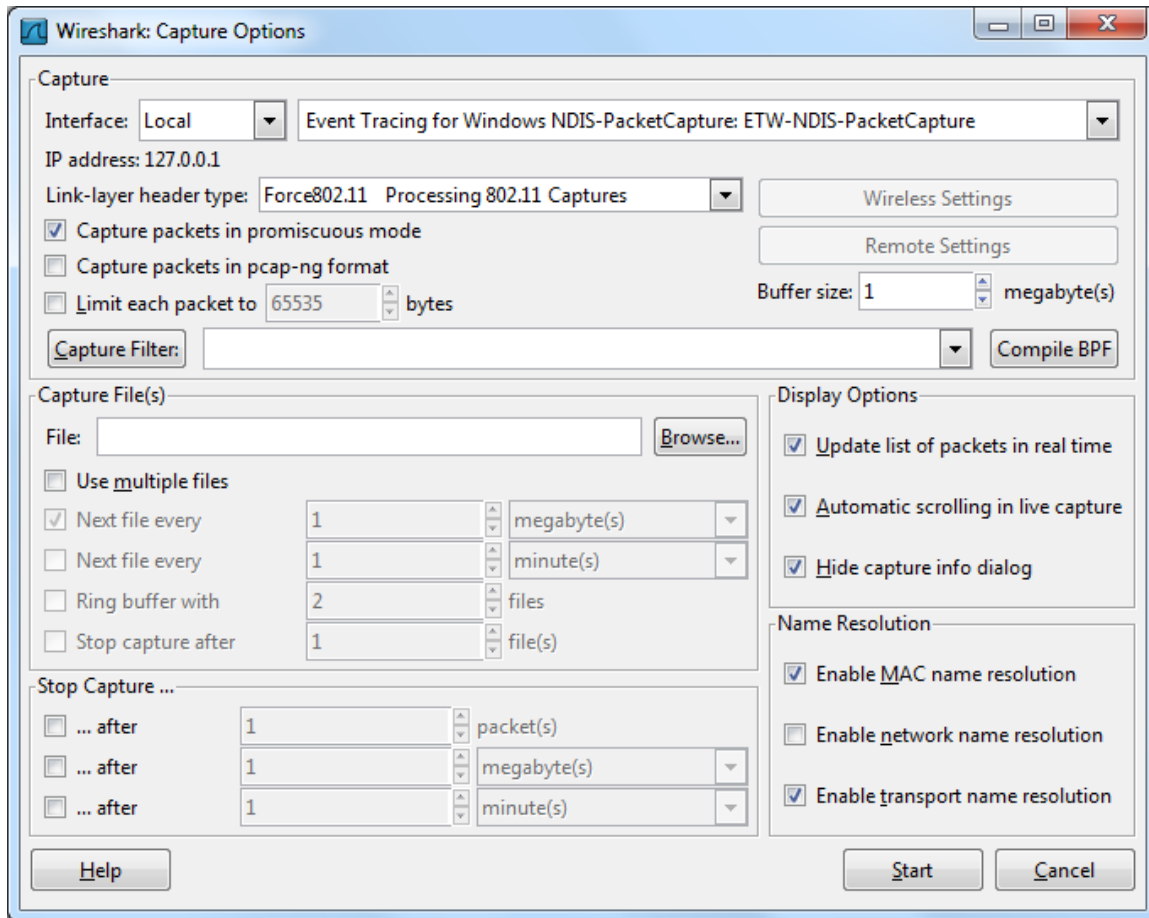 Wireshark: Capture Options
Capture
Interface: Local Event Tracing for Windows NDIS-PacketCapture: ETW-NDIS-PacketCapture
IP address: 127.0.0.1
Link-layer header type: Force802.11 Processing 802.11 Captures
Wireless Settings
Capture packets in promiscuous mode
Remote Settings
Capture packets in pcap-ng format
Limit each packet to 65535 bytes
Buffer size: 1 megabyte(s)
Capture Filter: Compile BPF
Capture File(s)
File: Browse...
Use multiple files
Next file every 1 megabyte(s)
Next file every 1 minute(s)
Ring buffer with 2 files
Stop capture after 1 file(s)
Stop Capture ...
... after 1 packet(s)
... after 1 megabyte(s)
... after 1 minute(s)
Display Options
Update list of packets in real time
Automatic scrolling in live capture
Hide capture info dialog
Name Resolution
Enable MAC name resolution
Enable network name resolution
Enable transport name resolution
Help Start Cancel